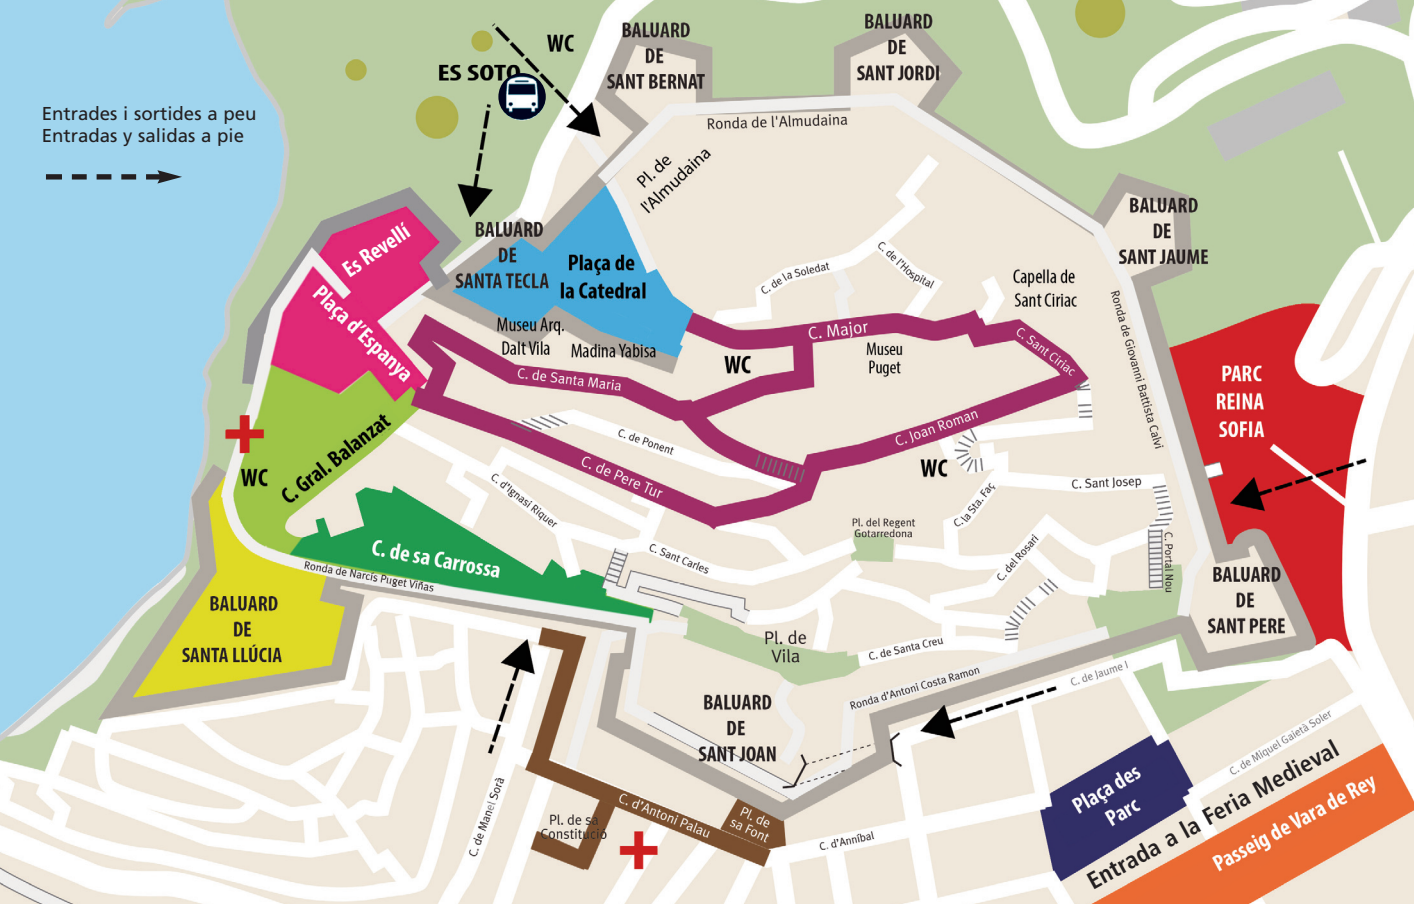 BALUARD
DE
SANT BERNAT
BALUARD
DE
SANT JORDI
WC
ES SOTO
Entrades i sortides a peu
Entradas y salidas a pie
Ronda de l'Almudaina
Pl. de
l'Almudaina
BALUARD
DE
SANT JAUME
Es Revellí
BALUARD
DE
SANTA TECLA
Plaça de
la Catedral
C. de la Soledat
C. de l'Hospital
Capella de
Sant Ciriac
Ronda de Giovanni Battista Calvi
Plaça d'Espanya
Museu Arq.
Dalt Vila
Madina Yabisa
C. Major
C. Sant Ciriac
Museu
Puget
WC
PARC
REINA
SOFIA
C. de Santa Maria
C. Joan Roman
C. de Ponent
C. de Pere Tur
WC
WC
C. Gral. Balanzat
C. d'Ignasi Riquer
C. la Sta. Faç
C. Sant Josep
Pl. del Regent
Gotarredona
C. de sa Carrossa
C. Sant Carles
C. del Rosari
C. Portal Nou
Ronda de Narcís Puget Viñas
BALUARD
DE
SANT PERE
BALUARD
DE
SANTA LLÚCIA
Pl. de
Vila
C. de Santa Creu
Ronda d'Antoni Costa Ramon
C. de Jaume I
BALUARD
DE
SANT JOAN
C. de Miquel Gaietà Soler
Plaça des
Parc
Entrada a la Feria Medieval
Passeig de Vara de Rey
C. de Manel Sorà
Pl. de sa
Constitució
C. d'Antoni Palau
Pl. de
sa Font
C. d'Anníbal